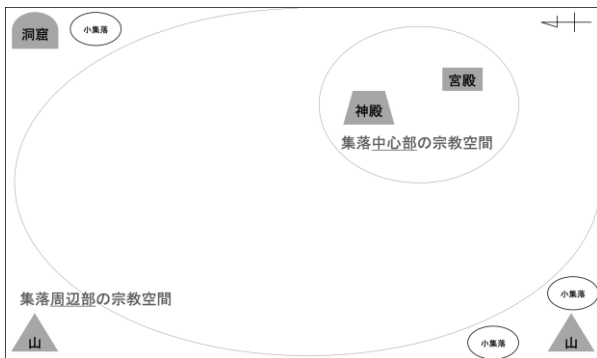 洞窟
小集落
宮殿
神殿
集落中心部の宗教空間
集落周辺部の宗教空間
小集落
山
小集落
山